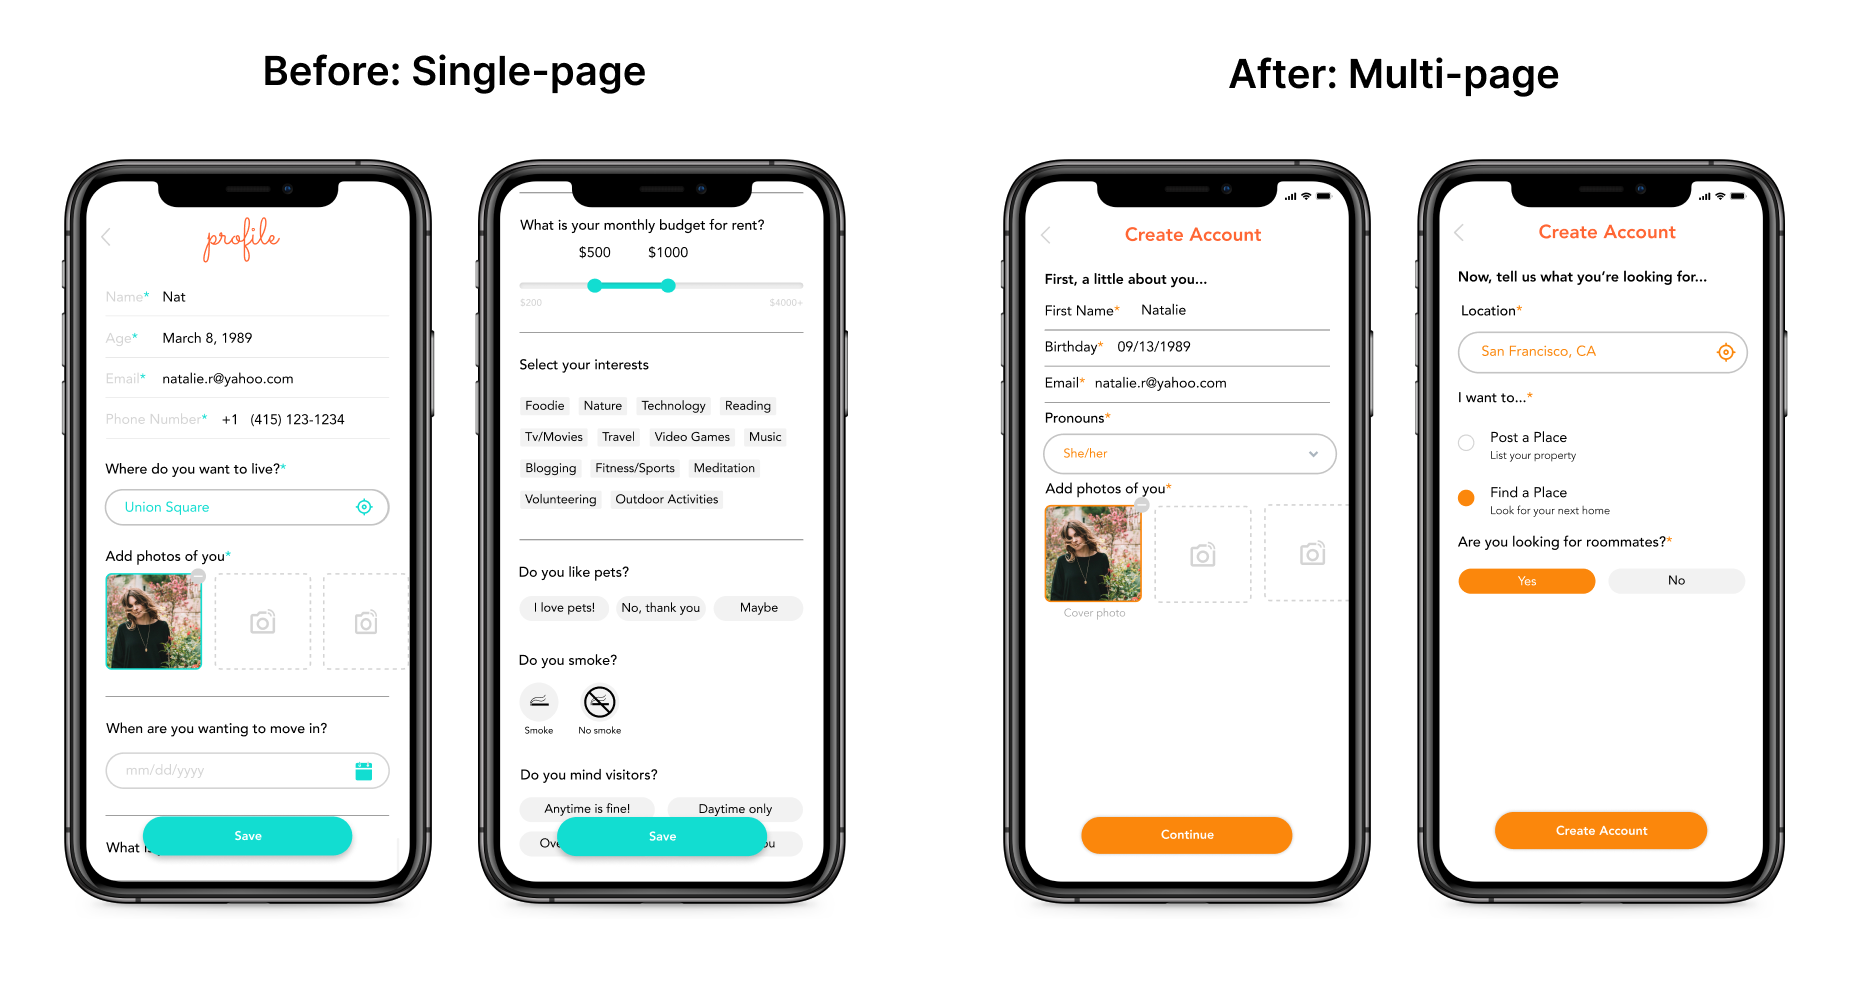 Before: Single-page
profile
Name* Nat
Age* March 8, 1989
Email* natalie.r@yahoo.com
Phone Number* +1 (415) 123-1234
Where do you want to live?*
Union Square
Add photos of you*
When are you wanting to move in?
mm/dd/yyyy
Save
What
What is your monthly budget for rent?
$500 $1000
$200 $4000+
Select your interests
Foodie Nature Technology Reading
Tv/Movies Travel Video Games Music
Blogging Fitness/Sports Meditation
Volunteering Outdoor Activities
Do you like pets?
I love pets! No, thank you Maybe
Do you smoke?
Smoke No smoke
Do you mind visitors?
Anytime is fine! Daytime only
Save
After: Multi-page
Create Account
First, a little about you...
First Name* Natalie
Birthday* 09/13/1989
Email* natalie.r@yahoo.com
Pronouns*
She/her
Add photos of you*
Cover photo
Continue
Create Account
Now, tell us what you’re looking for...
Location*
San Francisco, CA
I want to...*
Post a Place
List your property
Find a Place
Look for your next home
Are you looking for roommates?*
Yes No
Create Account